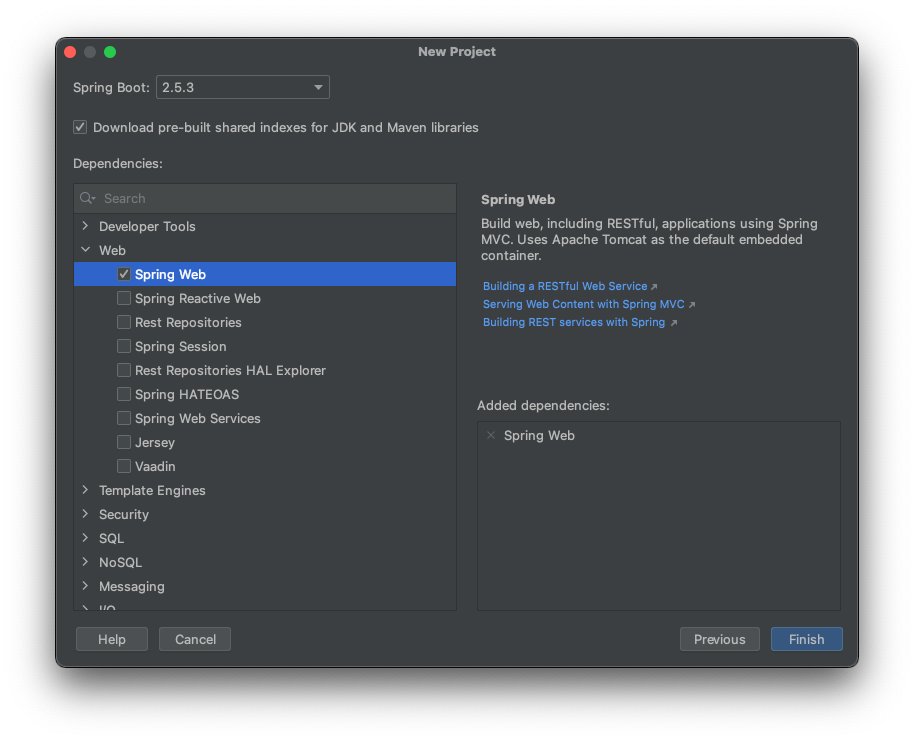 New Project
Spring Boot: 2.5.3
Download pre-built shared indexes for JDK and Maven libraries
Dependencies:
Search
Developer Tools
Web
Spring Web
Spring Reactive Web
Rest Repositories
Spring Session
Rest Repositories HAL Explorer
Spring HATEOAS
Spring Web Services
Jersey
Vaadin
Template Engines
Security
SQL
NoSQL
Messaging
I/O
Spring Web
Build web, including RESTful, applications using Spring
MVC. Uses Apache Tomcat as the default embedded
container.
Building a RESTful Web Service
Serving Web Content with Spring MVC
Building REST services with Spring
Added dependencies:
Spring Web
Help
Cancel
Previous
Finish